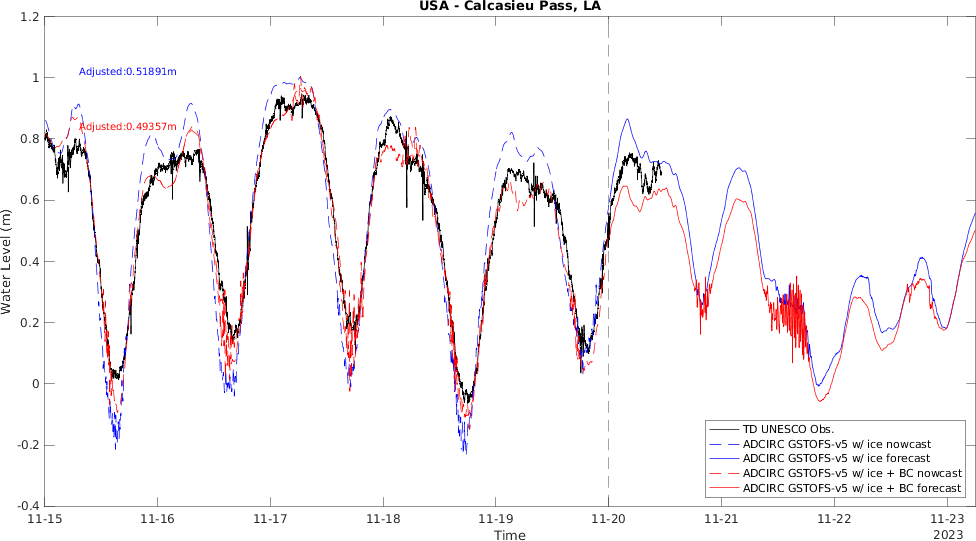 USA - Calcasieu Pass, LA
1.2
1
0.8
0.6
0.4
0.2
0
-0.2
-0.4
Water Level (m)
Adjusted:0.51891m
Adjusted:0.49357m
TD UNESCO Obs.
ADCIRC GSTOFS-v5 w/ ice nowcast
ADCIRC GSTOFS-v5 w/ ice forecast
ADCIRC GSTOFS-v5 w/ ice + BC nowcast
ADCIRC GSTOFS-v5 w/ ice + BC forecast
11-15 11-16 11-17 11-18 11-19 11-20 11-21 11-22 11-23
Time
2023